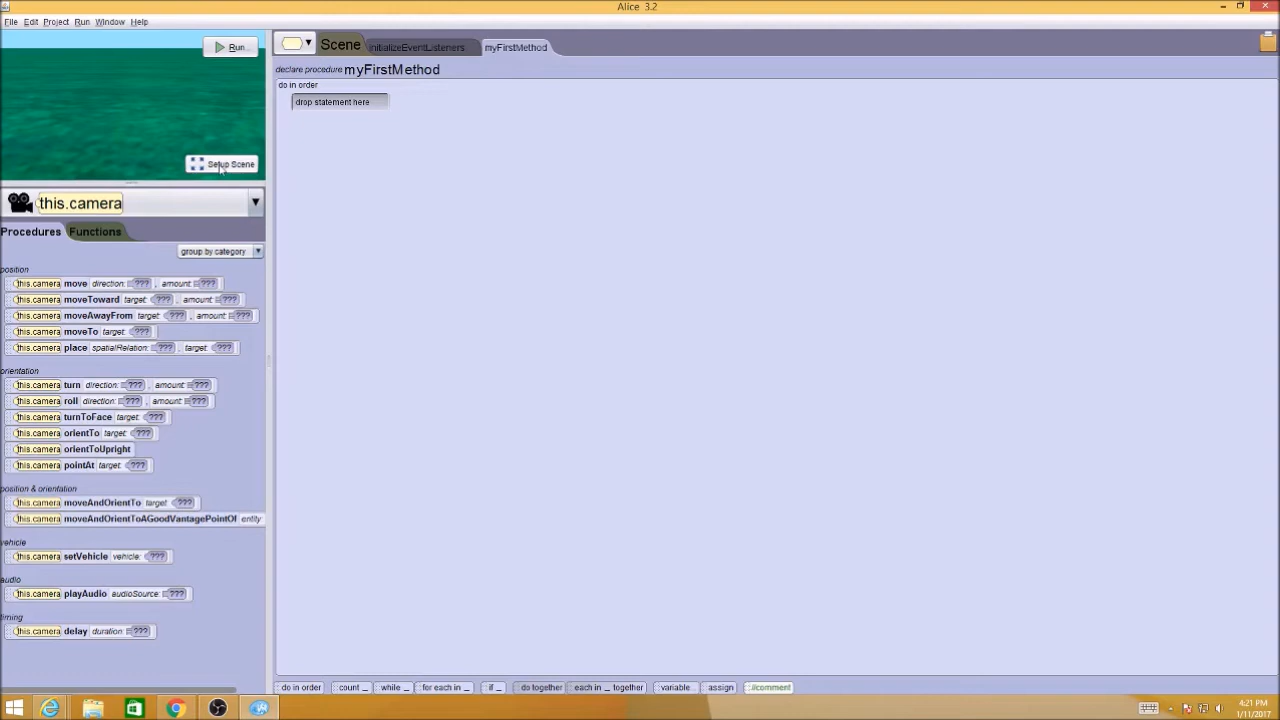 Alice 3.2
File Edit Project Run Window Help
Run...
Setup Scene
Scene initializeEventListeners myFirstMethod
declare procedure myFirstMethod
do in order
drop statement here
this.camera
Procedures Functions
group by category
position
this.camera move direction: ??? , amount: ???
this.camera moveToward target: ??? , amount: ???
this.camera moveAwayFrom target: ??? , amount: ???
this.camera moveTo target: ???
this.camera place spatialRelation: ??? , target: ???
orientation
this.camera turn direction: ??? , amount: ???
this.camera roll direction: ??? , amount: ???
this.camera turnToFace target: ???
this.camera orientTo target: ???
this.camera orientToUpright
this.camera pointAt target: ???
position & orientation
this.camera moveAndOrientTo target: ???
this.camera moveAndOrientToAGoodVantagePointOf entity:
vehicle
this.camera setVehicle vehicle: ???
audio
this.camera playAudio audioSource: ???
timing
this.camera delay duration: ???
do in order count _ while _ for each in _ if _ do together each in _ together variable assign //comment
4:21 PM
1/11/2017